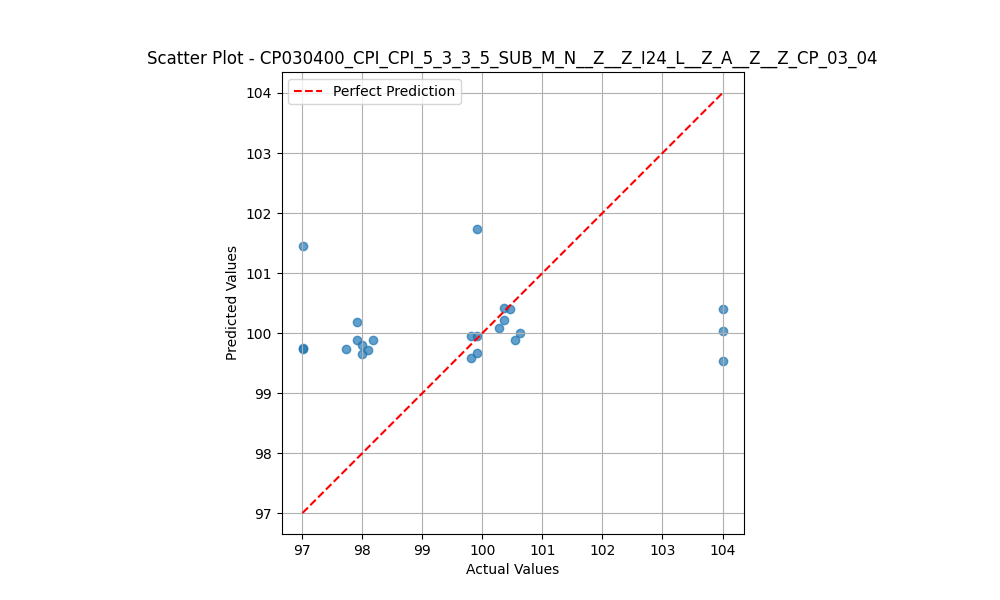 Scatter Plot - CP030400_CPI_CPI_5_3_3_5_SUB_M_N__Z__Z_I24_L__Z_A__Z__Z_CP_03_04
Perfect Prediction
104
103
102
101
100
99
98
97
Predicted Values
97 98 99 100 101 102 103 104
Actual Values